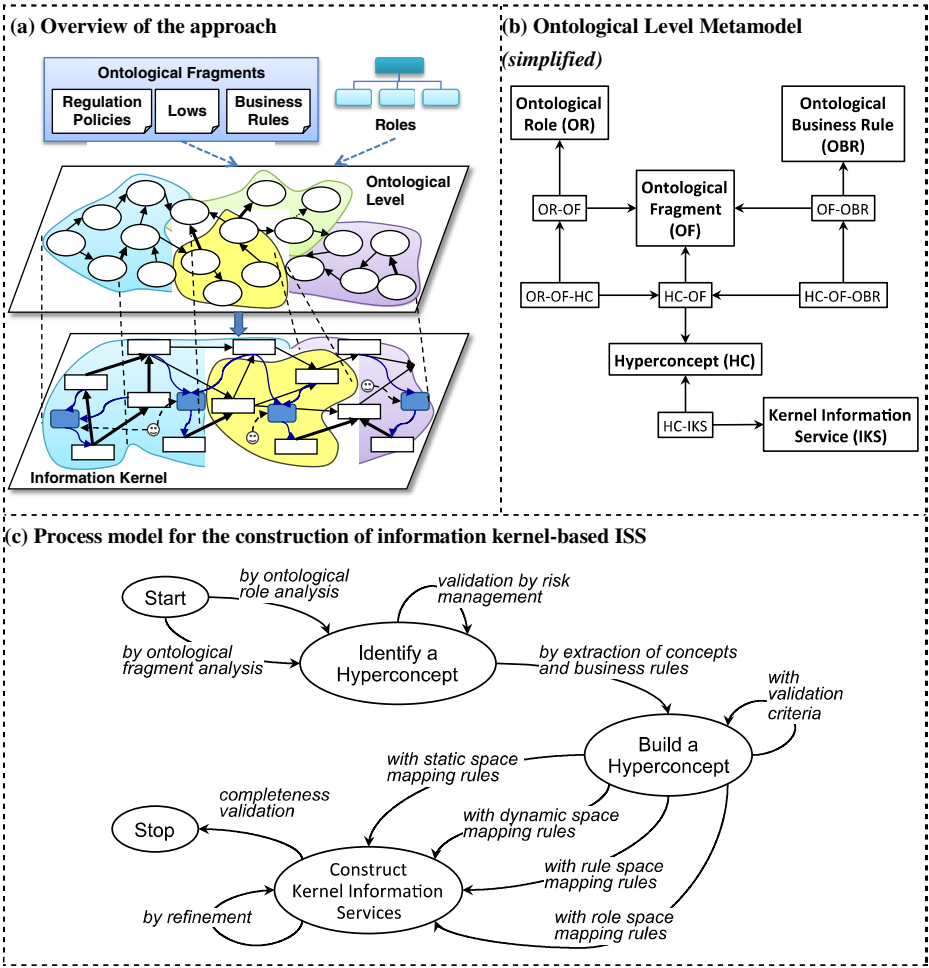 (a) Overview of the approach
Ontological Fragments
Regulation
Policies
Lows
Business
Rules
Roles
Ontological
Level
Information Kernel
(b) Ontological Level Metamodel
(simplified)
Ontological
Role (OR)
Ontological
Business Rule
(OBR)
Ontological
Fragment
(OF)
OR-OF
OF-OBR
OR-OF-HC
HC-OF
HC-OF-OBR
Hyperconcept (HC)
HC-IKS
Kernel Information
Service (IKS)
(c) Process model for the construction of information kernel-based ISS
Start
by ontological
role analysis
validation by risk
management
by ontological
fragment analysis
Identify a
Hyperconcept
by extraction of concepts
and business rules
with
validation
criteria
Build a
Hyperconcept
with static space
mapping rules
completeness
validation
Stop
with dynamic space
mapping rules
Construct
Kernel Information
Services
with rule space
mapping rules
by refinement
with role space
mapping rules